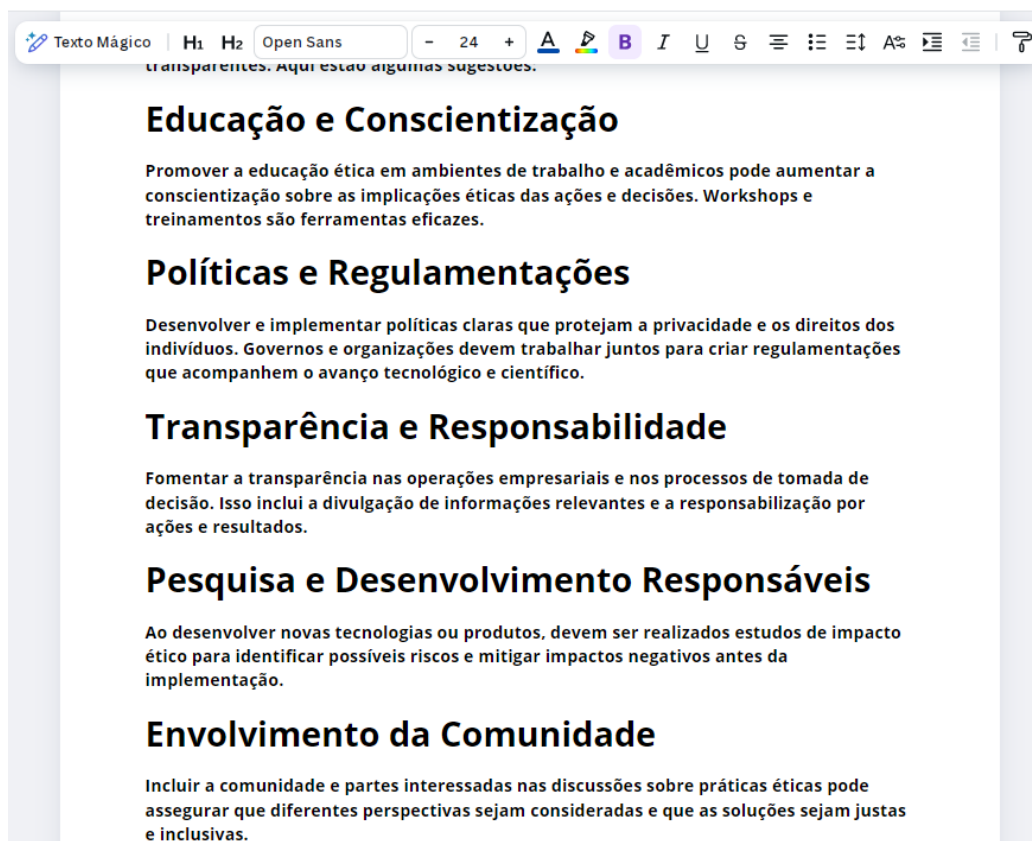 Texto Mágico H1 H2 Open Sans - 24 + A B I U S A
transparentes. Aqui estão algumas sugestões:
Educação e Conscientização
Promover a educação ética em ambientes de trabalho e acadêmicos pode aumentar a
conscientização sobre as implicações éticas das ações e decisões. Workshops e
treinamentos são ferramentas eficazes.
Políticas e Regulamentações
Desenvolver e implementar políticas claras que protejam a privacidade e os direitos dos
indivíduos. Governos e organizações devem trabalhar juntos para criar regulamentações
que acompanhem o avanço tecnológico e científico.
Transparência e Responsabilidade
Fomentar a transparência nas operações empresariais e nos processos de tomada de
decisão. Isso inclui a divulgação de informações relevantes e a responsabilização por
ações e resultados.
Pesquisa e Desenvolvimento Responsáveis
Ao desenvolver novas tecnologias ou produtos, devem ser realizados estudos de impacto
ético para identificar possíveis riscos e mitigar impactos negativos antes da
implementação.
Envolvimento da Comunidade
Incluir a comunidade e partes interessadas nas discussões sobre práticas éticas pode
assegurar que diferentes perspectivas sejam consideradas e que as soluções sejam justas
e inclusivas.